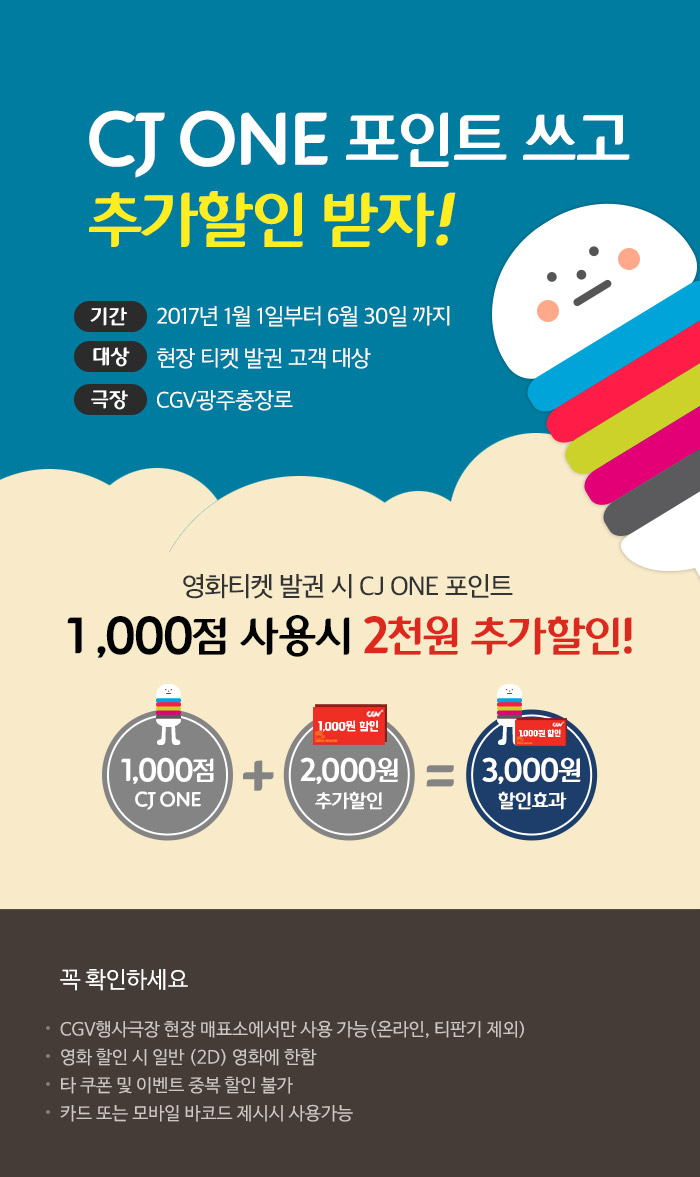 CJ ONE 포인트 쓰고
추가할인 받자!
기간 2017년 1월 1일부터 6월 30일 까지
대상 현장 티켓 발권 고객 대상
극장 CGV광주충장로
영화티켓 발권 시 CJ ONE 포인트
1,000점 사용시 2천원 추가할인!
CGV
1,000원 할인
CGV
1,000원 할인
1,000점 + 2,000원 = 3,000원
CJ ONE 추가할인 할인효과
꼭 확인하세요
• CGV행사극장 현장 매표소에서만 사용 가능(온라인, 티판기 제외)
• 영화 할인 시 일반 (2D) 영화에 한함
• 타 쿠폰 및 이벤트 중복 할인 불가
• 카드 또는 모바일 바코드 제시시 사용가능